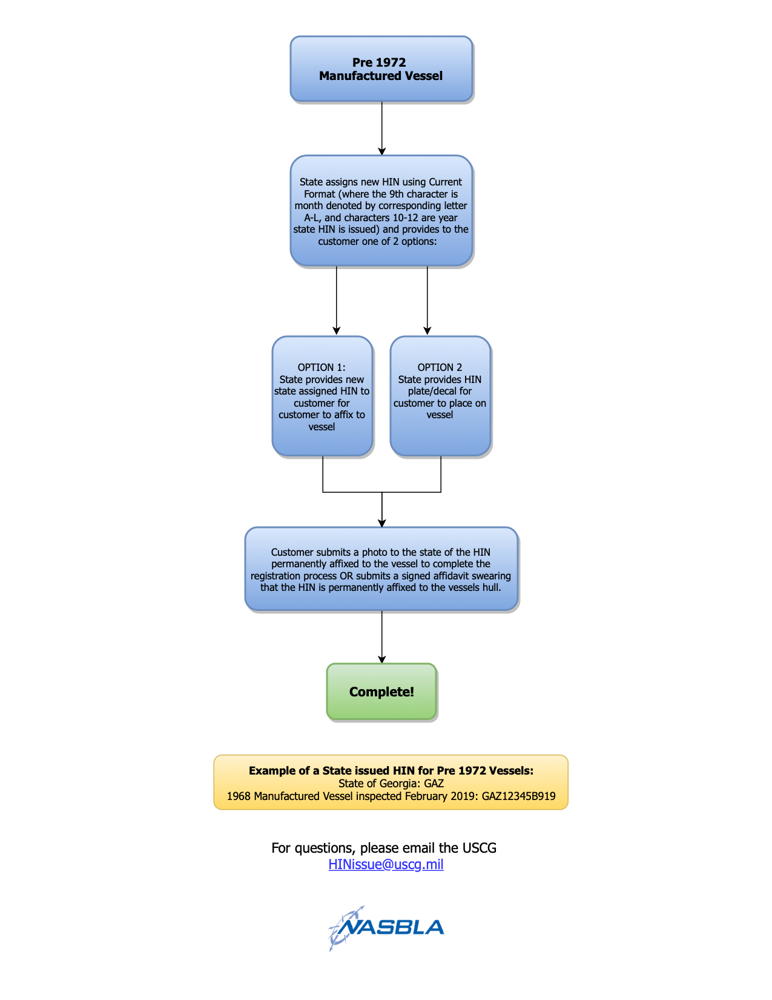 Pre 1972
Manufactured Vessel
State assigns new HIN using Current
Format (where the 9th character is
month denoted by corresponding letter
A-L, and characters 10-12 are year
state HIN is issued) and provides to the
customer one of 2 options:
OPTION 1:
State provides new
state assigned HIN to
customer for
customer to affix to
vessel
OPTION 2
State provides HIN
plate/decal for
customer to place on
vessel
Customer submits a photo to the state of the HIN
permanently affixed to the vessel to complete the
registration process OR submits a signed affidavit swearing
that the HIN is permanently affixed to the vessels hull.
Complete!
Example of a State issued HIN for Pre 1972 Vessels:
State of Georgia: GAZ
1968 Manufactured Vessel inspected February 2019: GAZ12345B919
For questions, please email the USCG
HINissue@uscg.mil
NASBLA